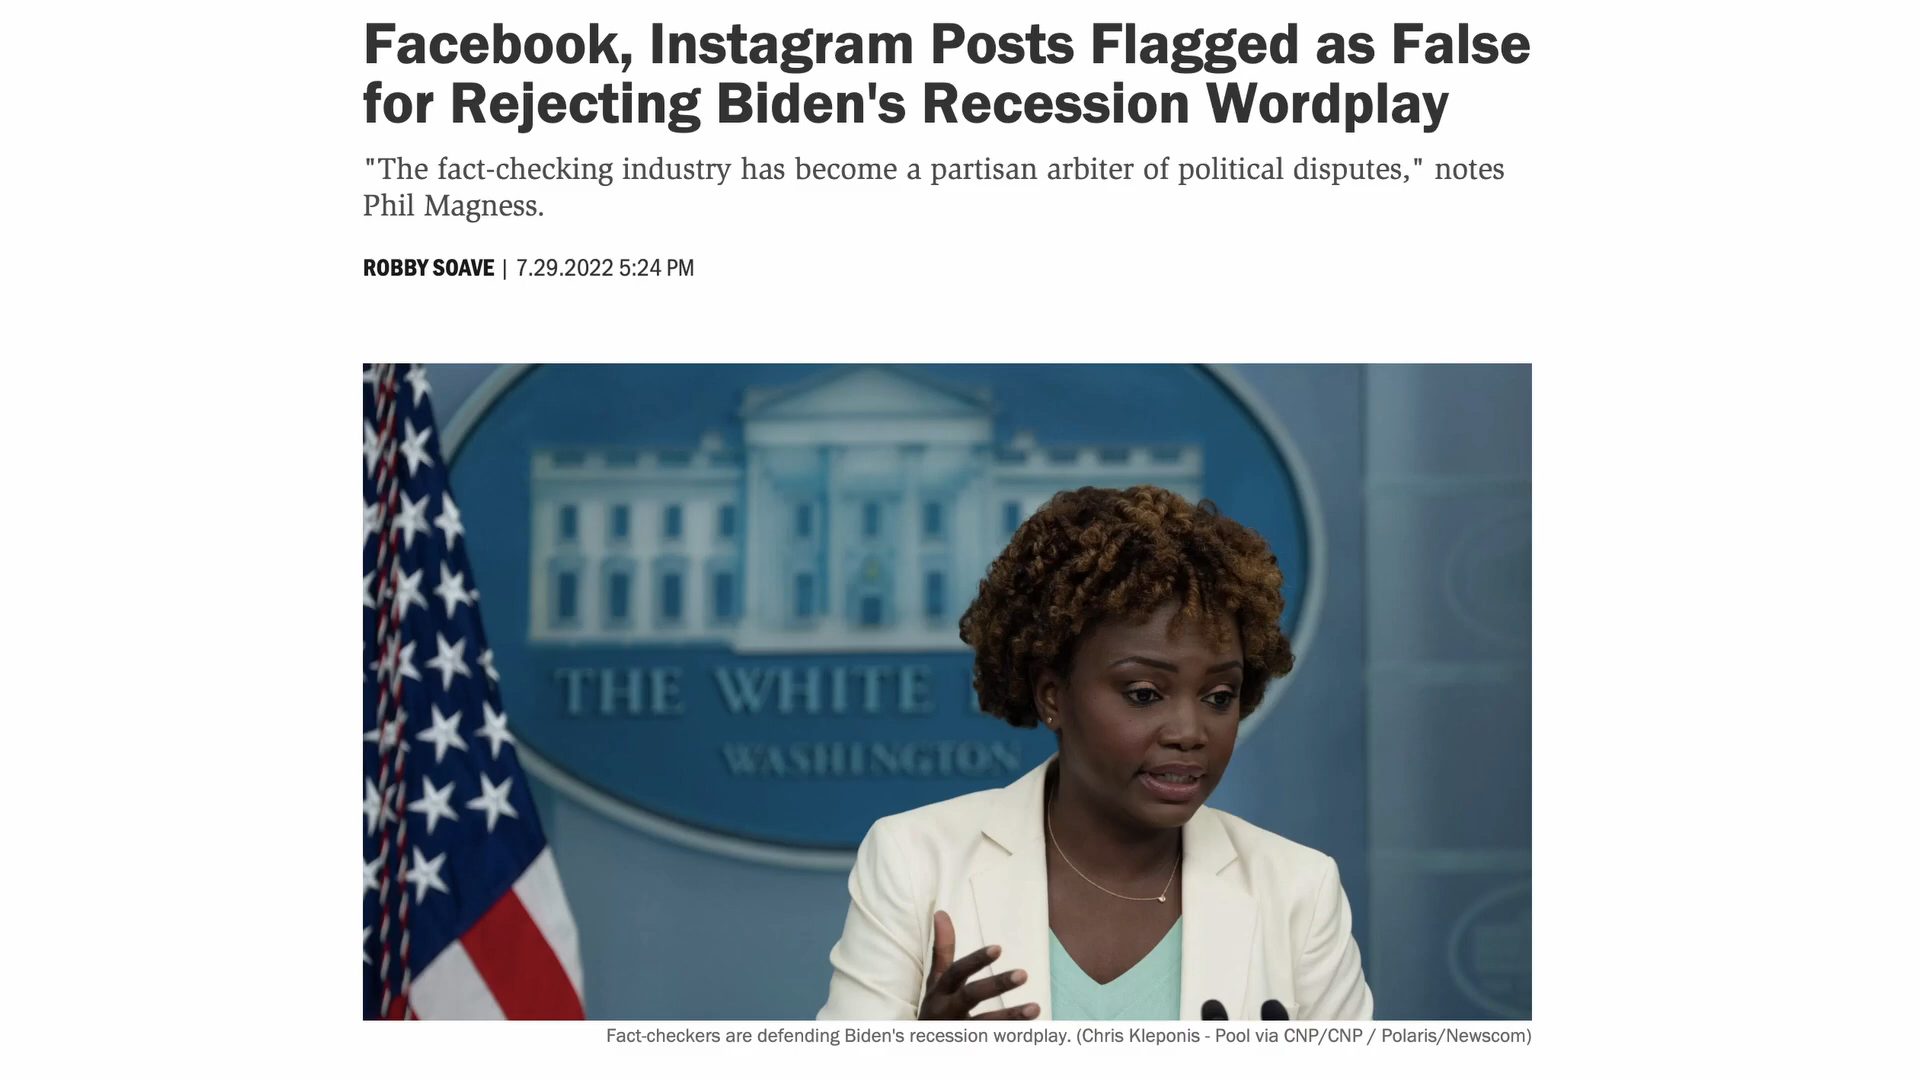 Facebook, Instagram Posts Flagged as False
for Rejecting Biden's Recession Wordplay
"The fact-checking industry has become a partisan arbiter of political disputes," notes
Phil Magness.
ROBBY SOAVE | 7.29.2022 5:24 PM
THE WHITE
WASHINGTON
Fact-checkers are defending Biden's recession wordplay. (Chris Kleponis - Pool via CNP/CNP / Polaris/Newscom)